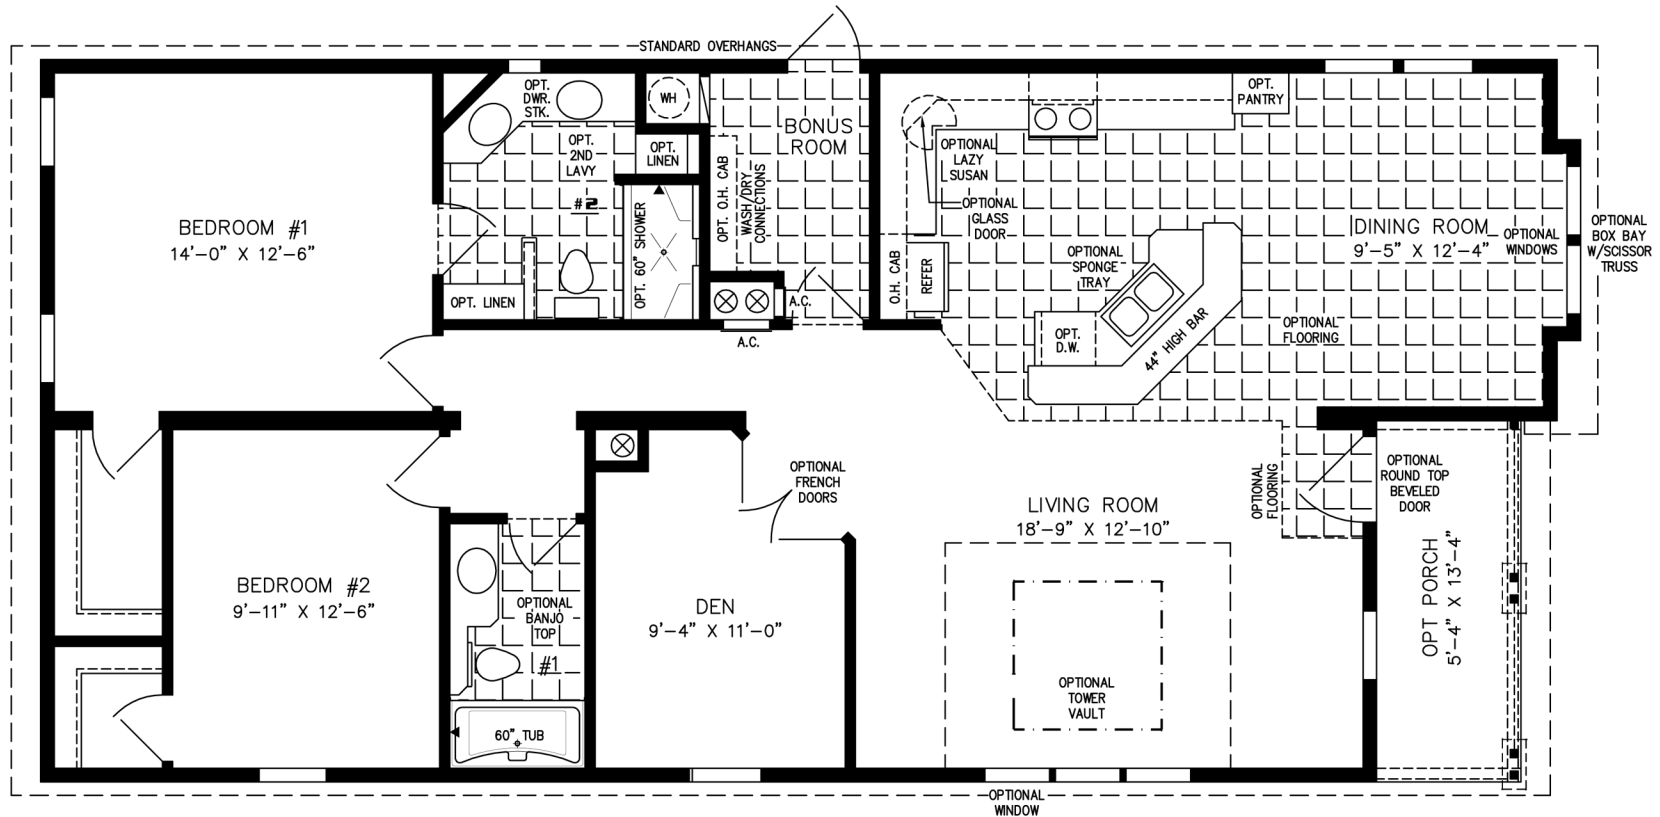 STANDARD OVERHANGS
BEDROOM #1
14'-0" X 12'-6"
OPT.
DWR.
STK.
OPT.
2ND
LAVY
#2
WH
OPT.
LINEN
OPT. 60" SHOWER
OPT. LINEN
BONUS
ROOM
OPT. O.H. CAB
WASH/DRY
CONNECTIONS
A.C.
A.C.
OPT.
PANTRY
OPTIONAL
LAZY
SUSAN
OPTIONAL
GLASS
DOOR
O.H. CAB
REFER
OPTIONAL
SPONGE
TRAY
OPT.
D.W.
44" HIGH BAR
OPTIONAL
FLOORING
DINING ROOM
9'-5" X 12'-4"
OPTIONAL
WINDOWS
OPTIONAL
BOX BAY
W/SCISSOR
TRUSS
BEDROOM #2
9'-11" X 12'-6"
OPTIONAL
BANJO
TOP
#1
60" TUB
OPTIONAL
FRENCH
DOORS
DEN
9'-4" X 11'-0"
LIVING ROOM
18'-9" X 12'-10"
OPTIONAL
TOWER
VAULT
OPTIONAL
FLOORING
OPTIONAL
ROUND TOP
BEVELED
DOOR
OPT PORCH
5'-4" X 13'-4"
OPTIONAL
WINDOW